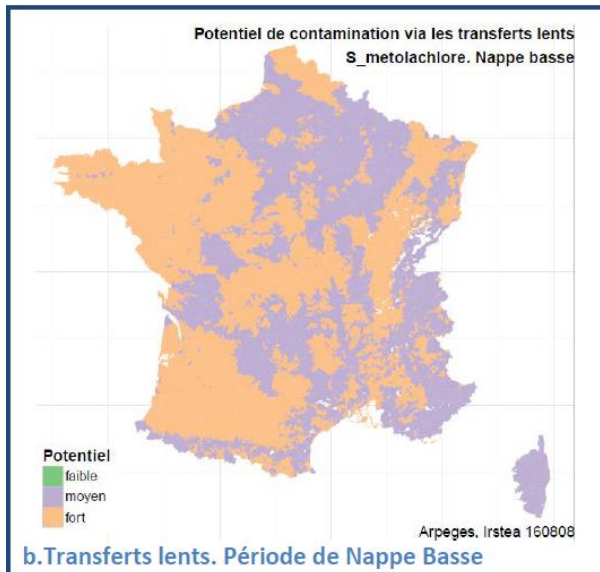 Potentiel de contamination via les transferts lents
S_metolachlore. Nappe basse
Potentiel
faible
moyen
fort
Arpeges, Irstea 160808
b.Transferts lents. Période de Nappe Basse